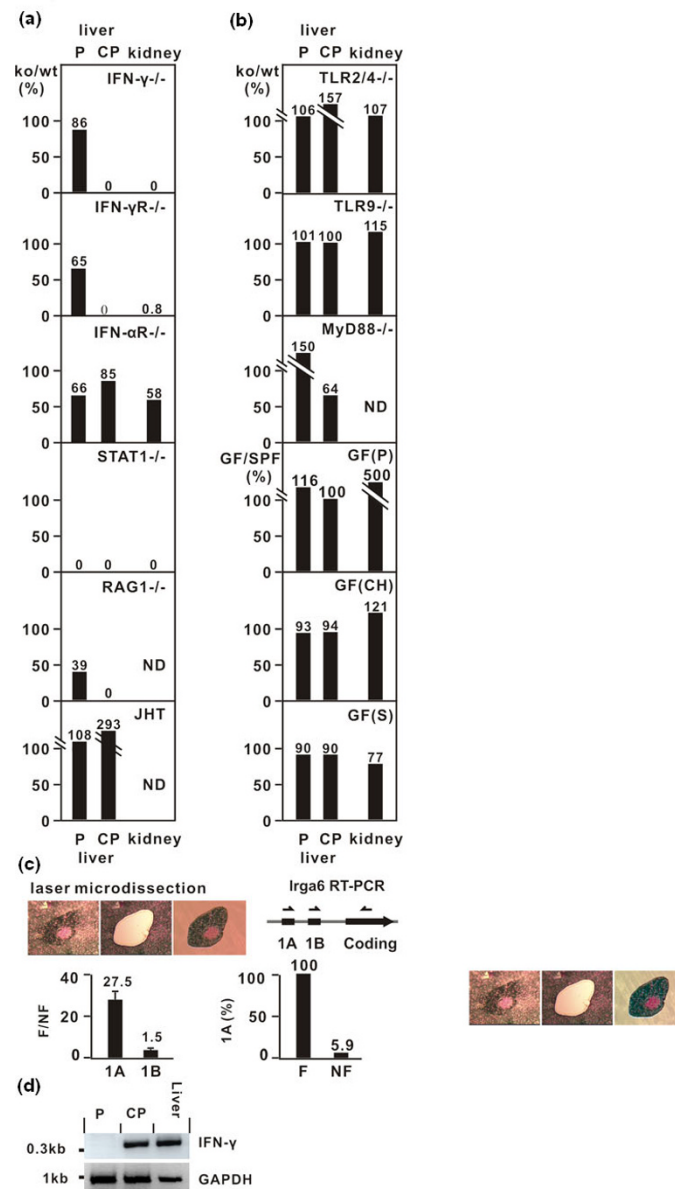 (a)
liver
P CP kidney
ko/wt
(%)
IFN-γ-/-
100
50
0
86
0
0
IFN-γR-/-
100
50
0
65
0
0.8
IFN-αR-/-
100
50
0
66
85
58
STAT1-/-
100
50
0
0
0
0
RAG1-/-
100
50
0
39
0
ND
JHT
100
50
0
108
293
ND
P CP kidney
liver
(b)
liver
P CP kidney
ko/wt
(%)
TLR2/4-/-
100
50
0
106
157
107
TLR9-/-
100
50
0
101
100
115
MyD88-/-
100
50
0
150
64
ND
GF/SPF
(%)
GF(P)
100
50
0
116
100
500
GF(CH)
100
50
0
93
94
121
GF(S)
100
50
0
90
90
77
P CP kidney
liver
(c)
laser microdissection
Irga6 RT-PCR
1A 1B Coding
F/NF
40
20
0
27.5
1.5
1A 1B
1A (%)
100
50
0
100
5.9
F NF
(d)
P CP Liver
0.3kb IFN-γ
1kb GAPDH